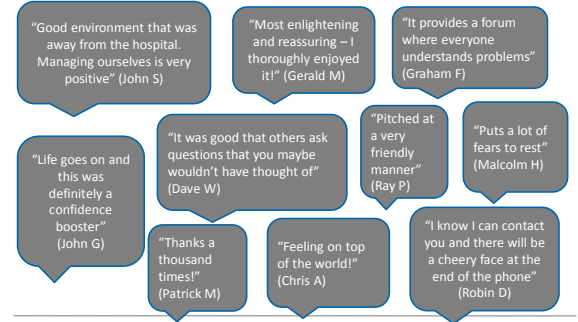 “Good environment that was
away from the hospital.
Managing ourselves is very
positive” (John S)
“Most enlightening
and reassuring – I
thoroughly enjoyed
it!” (Gerald M)
“It provides a forum
where everyone
understands problems”
(Graham F)
“Life goes on and
this was
definitely a
confidence
booster”
(John G)
“It was good that others ask
questions that you maybe
wouldn’t have thought of”
(Dave W)
“Pitched at
a very
friendly
manner”
(Ray P)
“Puts a lot of
fears to rest”
(Malcolm H)
“Thanks a
thousand
times!”
(Patrick M)
“Feeling on top
of the world!”
(Chris A)
“I know I can contact
you and there will be
a cheery face at the
end of the phone”
(Robin D)